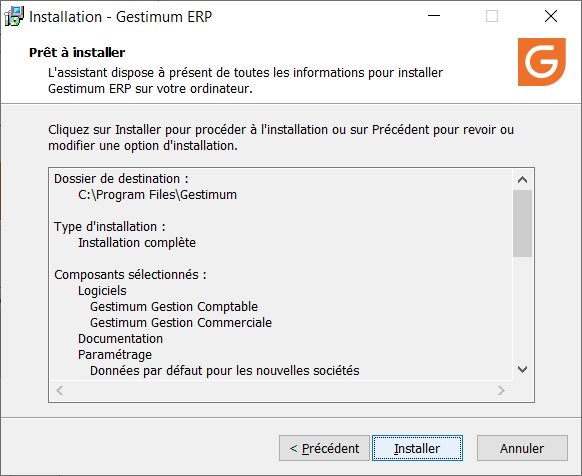 Installation - Gestimum ERP
Prêt à installer
L'assistant dispose à présent de toutes les informations pour installer
Gestimum ERP sur votre ordinateur.
G
Cliquez sur Installer pour procéder à l'installation ou sur Précédent pour revoir ou
modifier une option d'installation.
Dossier de destination :
C:\Program Files\Gestimum
Type d'installation :
Installation complète
Composants sélectionnés :
Logiciels
Gestimum Gestion Comptable
Gestimum Gestion Commerciale
Documentation
Paramétrage
Données par défaut pour les nouvelles sociétés
< Précédent
Installer
Annuler